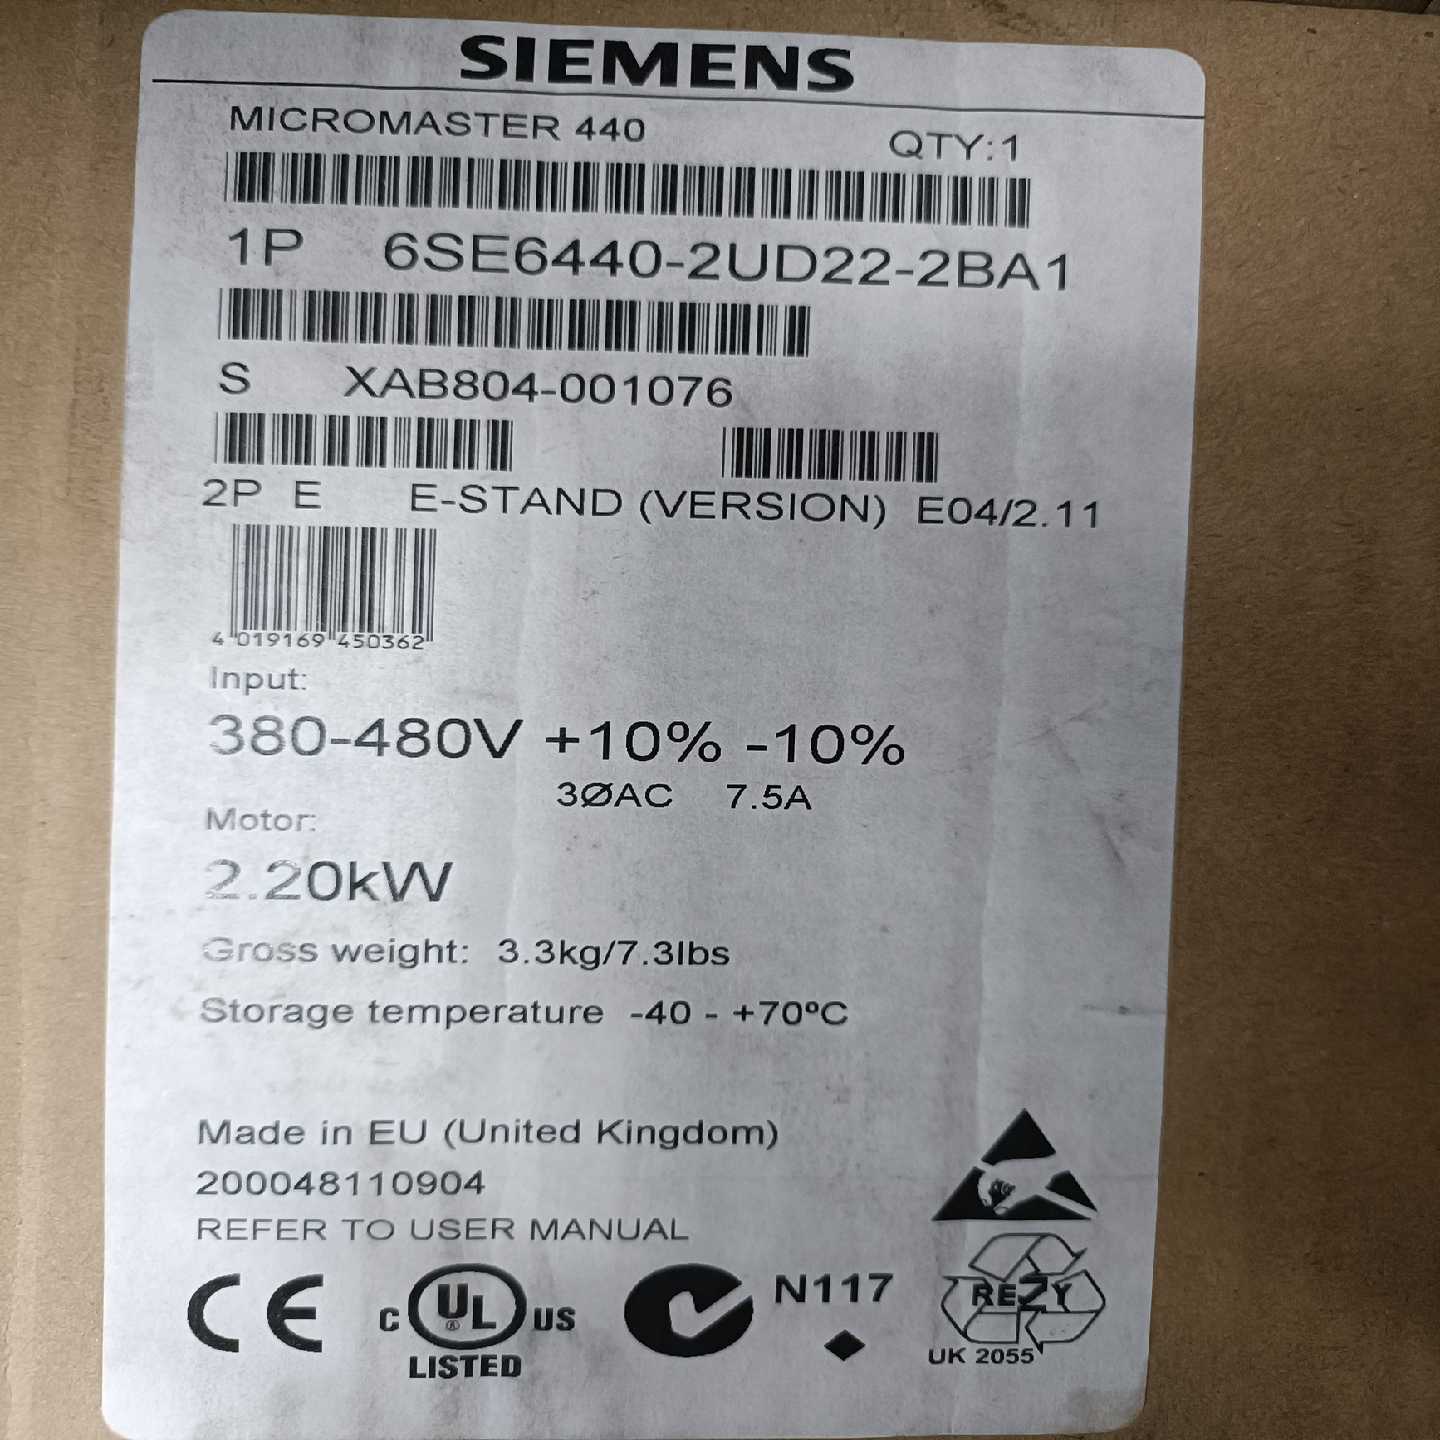 SIEMENS
MICROMASTER 440 QTY:1
1P 6SE6440-2UD22-2BA1
S XAB804-001076
2P E E-STAND (VERSION) E04/2.11
4 019169 450362
Input:
380-480V +10% -10%
3ØAC 7.5A
Motor:
2.20kW
Gross weight: 3.3kg/7.3lbs
Storage temperature -40 - +70ºC
Made in EU (United Kingdom)
200048110904
REFER TO USER MANUAL
CE C UL ® US N117 REZY
LISTED UK 2055